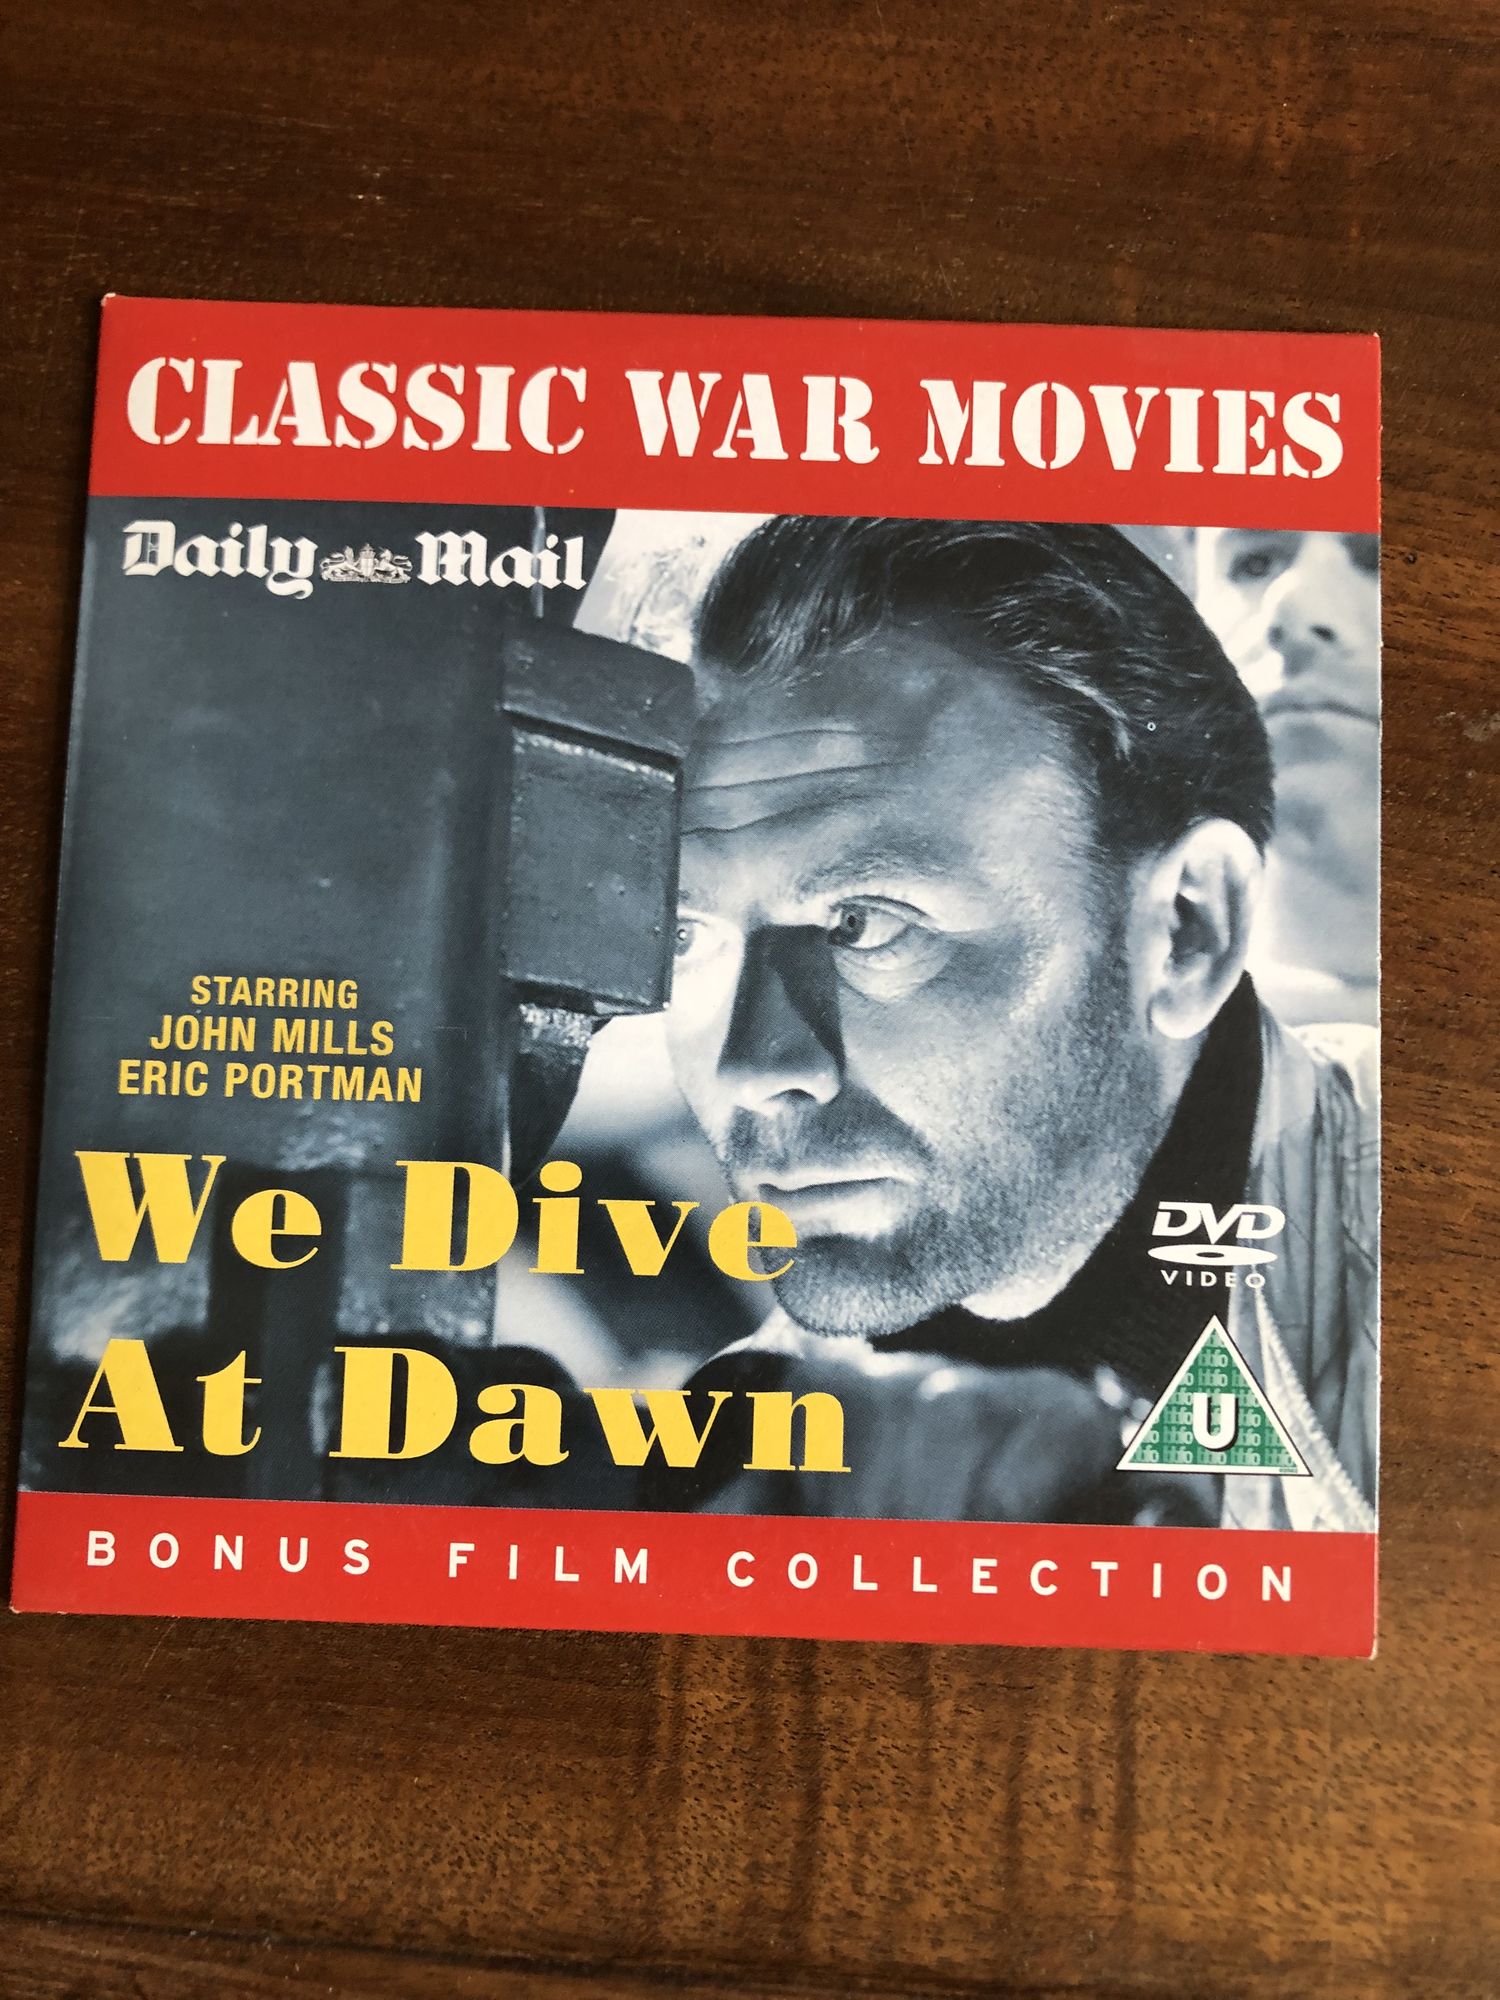 CLASSIC WAR MOVIES
Daily Mail
STARRING
JOHN MILLS
ERIC PORTMAN
We Dive
At Dawn
DVD
VIDEO
U
BONUS FILM COLLECTION